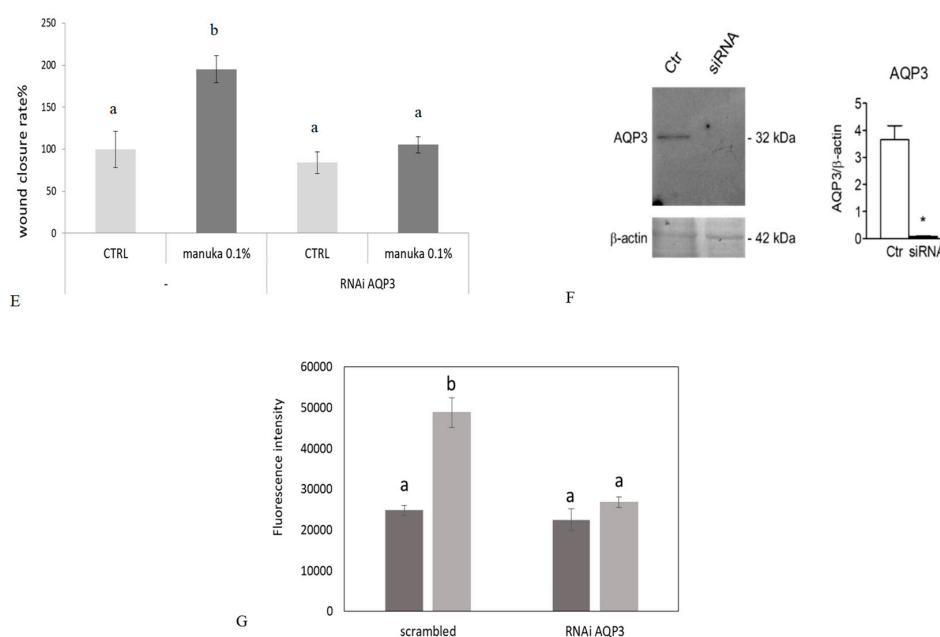 250
200
150
100
50
0
wound closure rate%
a
b
a
a
CTRL
manuka 0.1%
CTRL
manuka 0.1%
-
RNAi AQP3
E
Ctr
siRNA
AQP3
- 32 kDa
β-actin
- 42 kDa
AQP3
5
4
3
2
1
0
AQP3/β-actin
*
Ctr siRNA
F
60000
50000
40000
30000
20000
10000
0
Fluorescence intensity
a
b
a
a
scrambled
RNAi AQP3
G